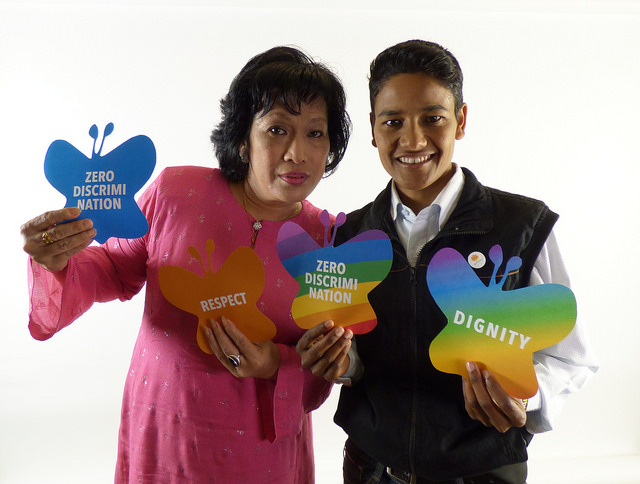 ZERO
DISCRIMI
NATION
RESPECT
ZERO
DISCRIMI
NATION
DIGNITY